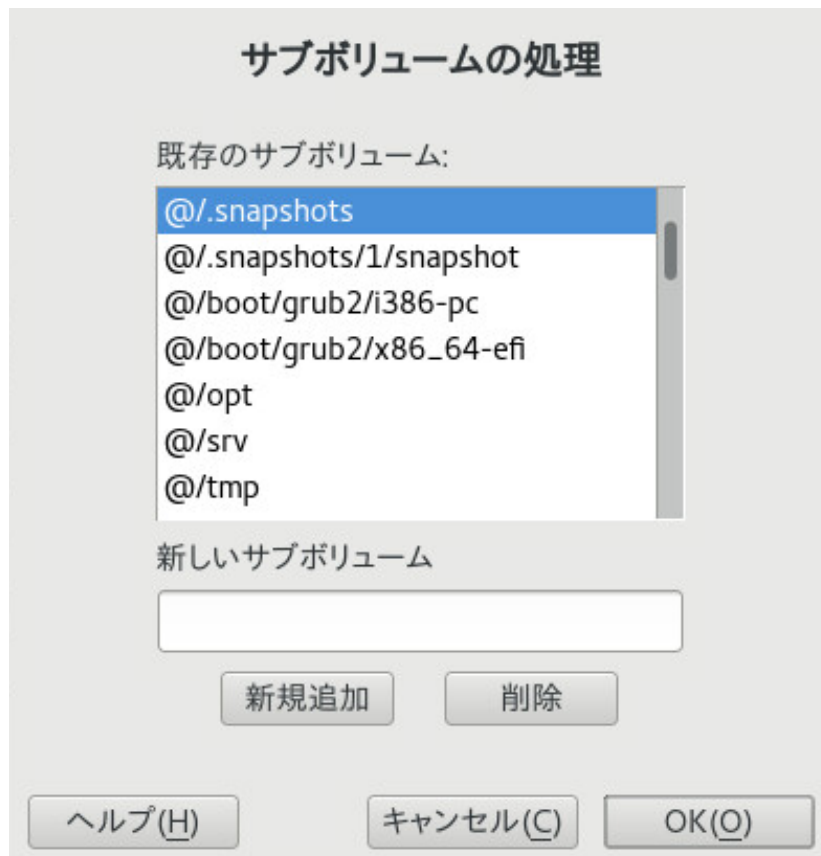 サブボリュームの処理
既存のサブボリューム:
@/.snapshots
@/.snapshots/1/snapshot
@/boot/grub2/i386-pc
@/boot/grub2/x86_64-efi
@/opt
@/srv
@/tmp
新しいサブボリューム
新規追加 削除
ヘルプ(H) キャンセル(C) OK(O)